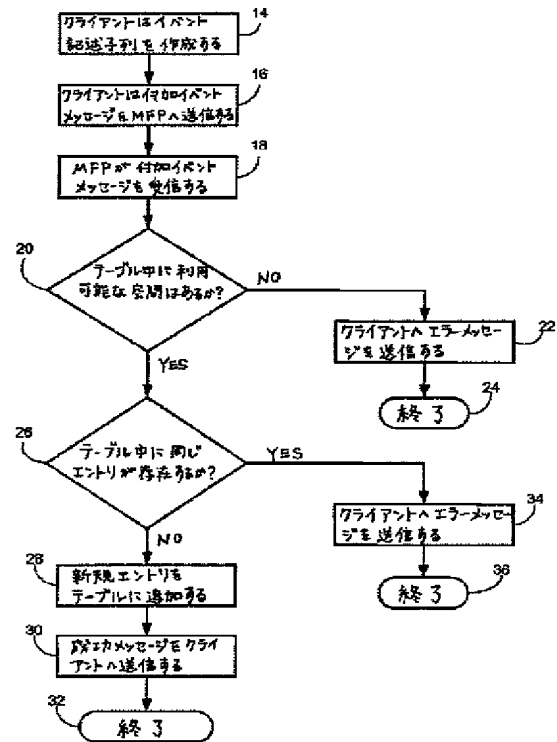 クライアントはイベント
記述子列を作成する
14
クライアントは付加イベント
メッセージをMFPへ送信する
16
MFPが付加イベント
メッセージを受信する
18
20
テーブル中に利用
可能な空間はあるか?
NO
YES
クライアントへエラーメッセー
ジを送信する
22
終了
24
26
テーブル中に同じ
エントリが存在するか?
YES
NO
クライアントへエラーメッセー
ジを送信する
34
終了
36
28
新規エントリを
テーブルに追加する
30
メッセージをクライ
アントへ送信する
32
終了